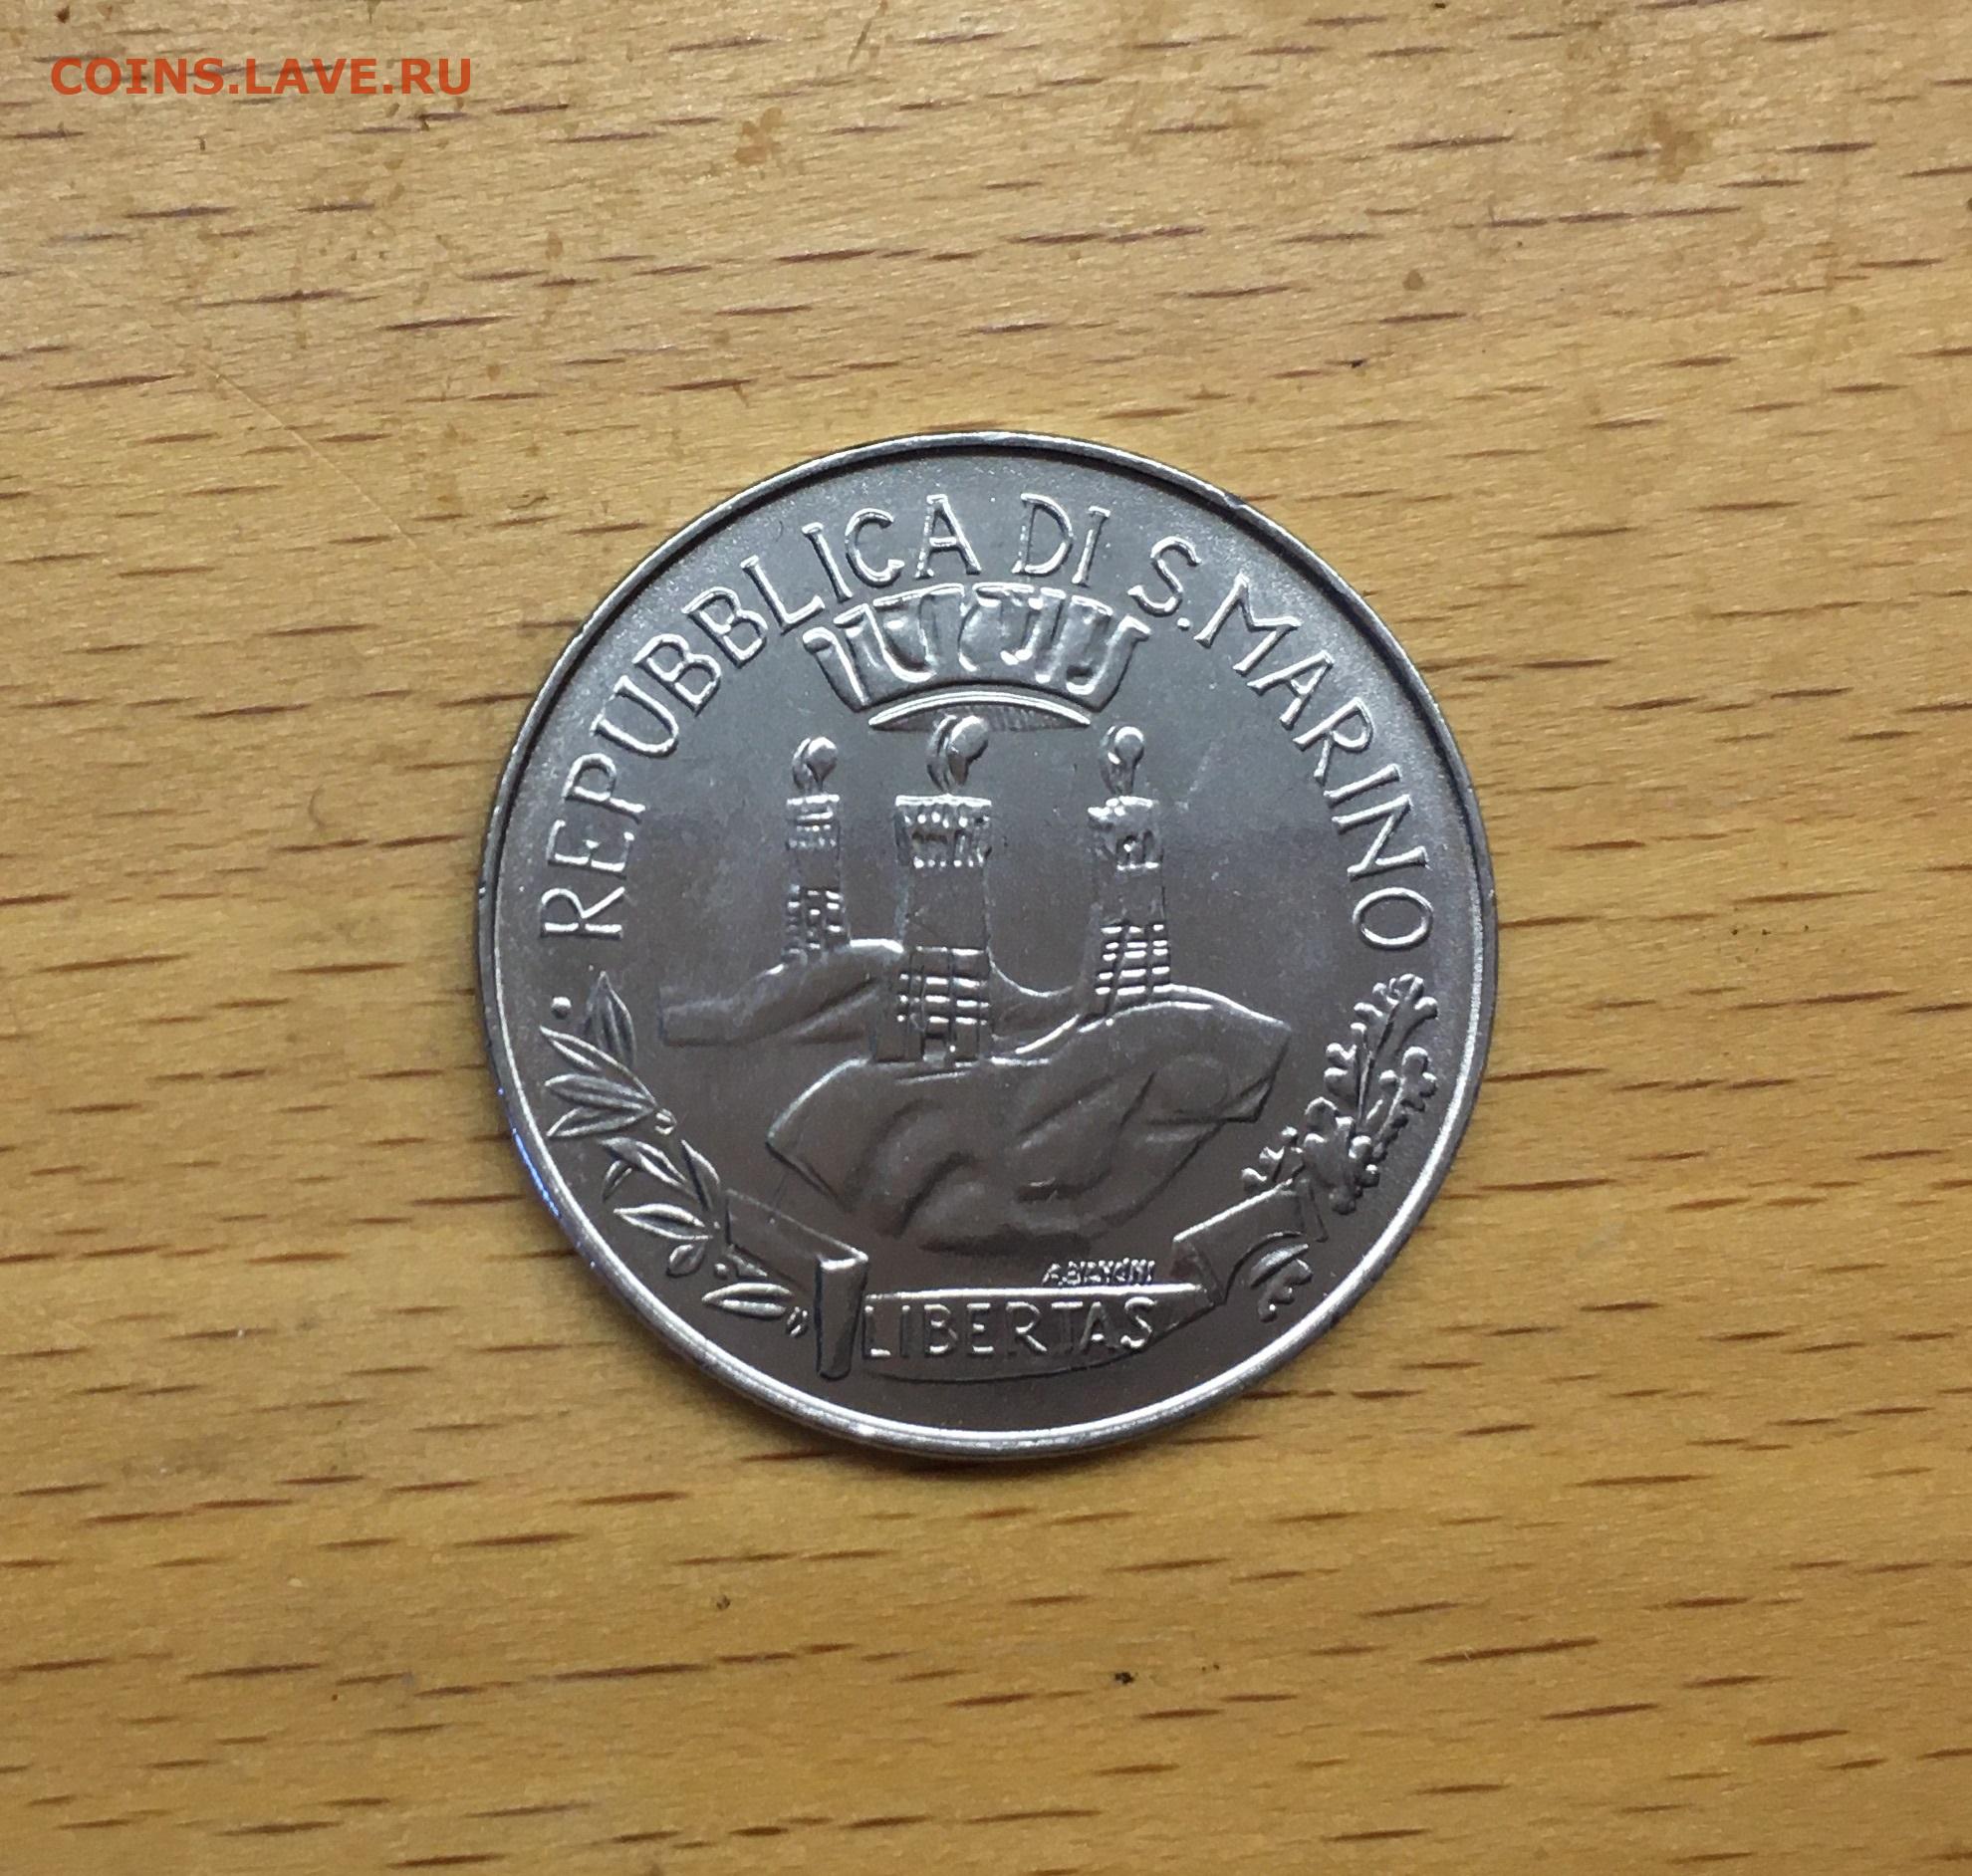 COINS.LAVE.RU
· REPUBBLICA DI S.MARINO
LIBERTAS